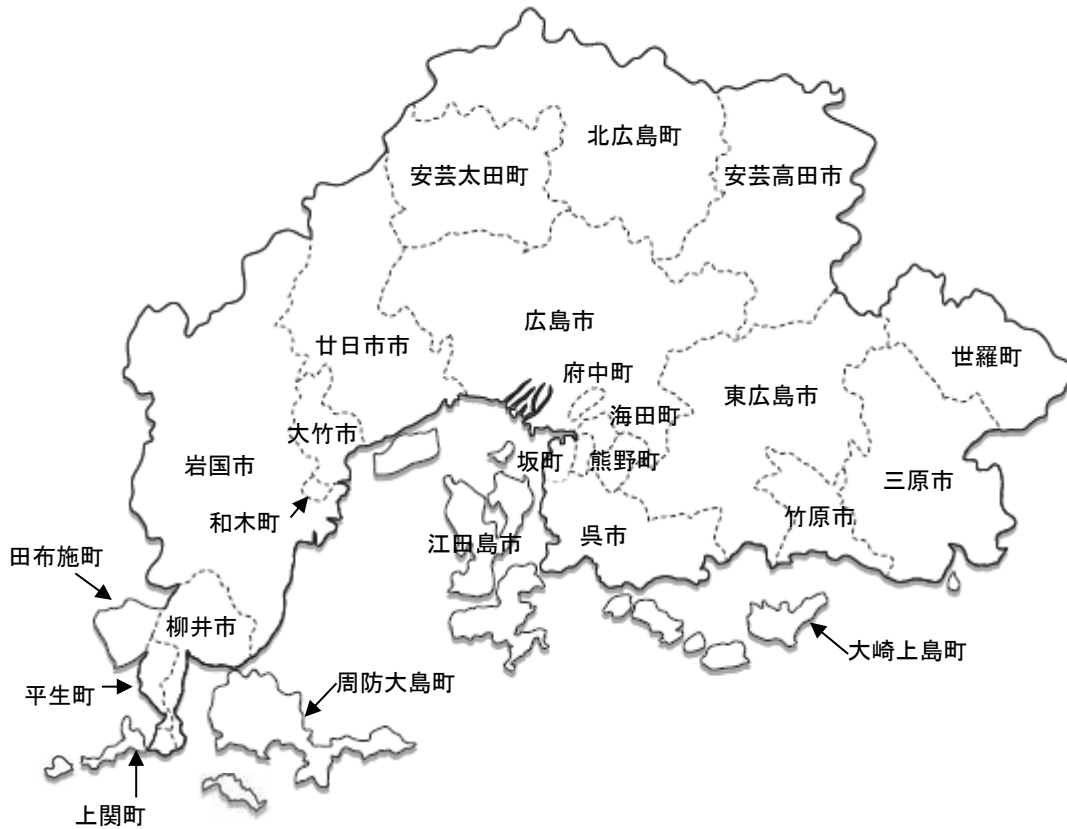 北広島町
安芸太田町
安芸高田市
広島市
廿日市市
世羅町
府中町
東広島市
海田町
大竹市
岩国市
坂町
熊野町
三原市
和木町
竹原市
江田島市
呉市
田布施町
柳井市
大崎上島町
周防大島町
平生町
上関町